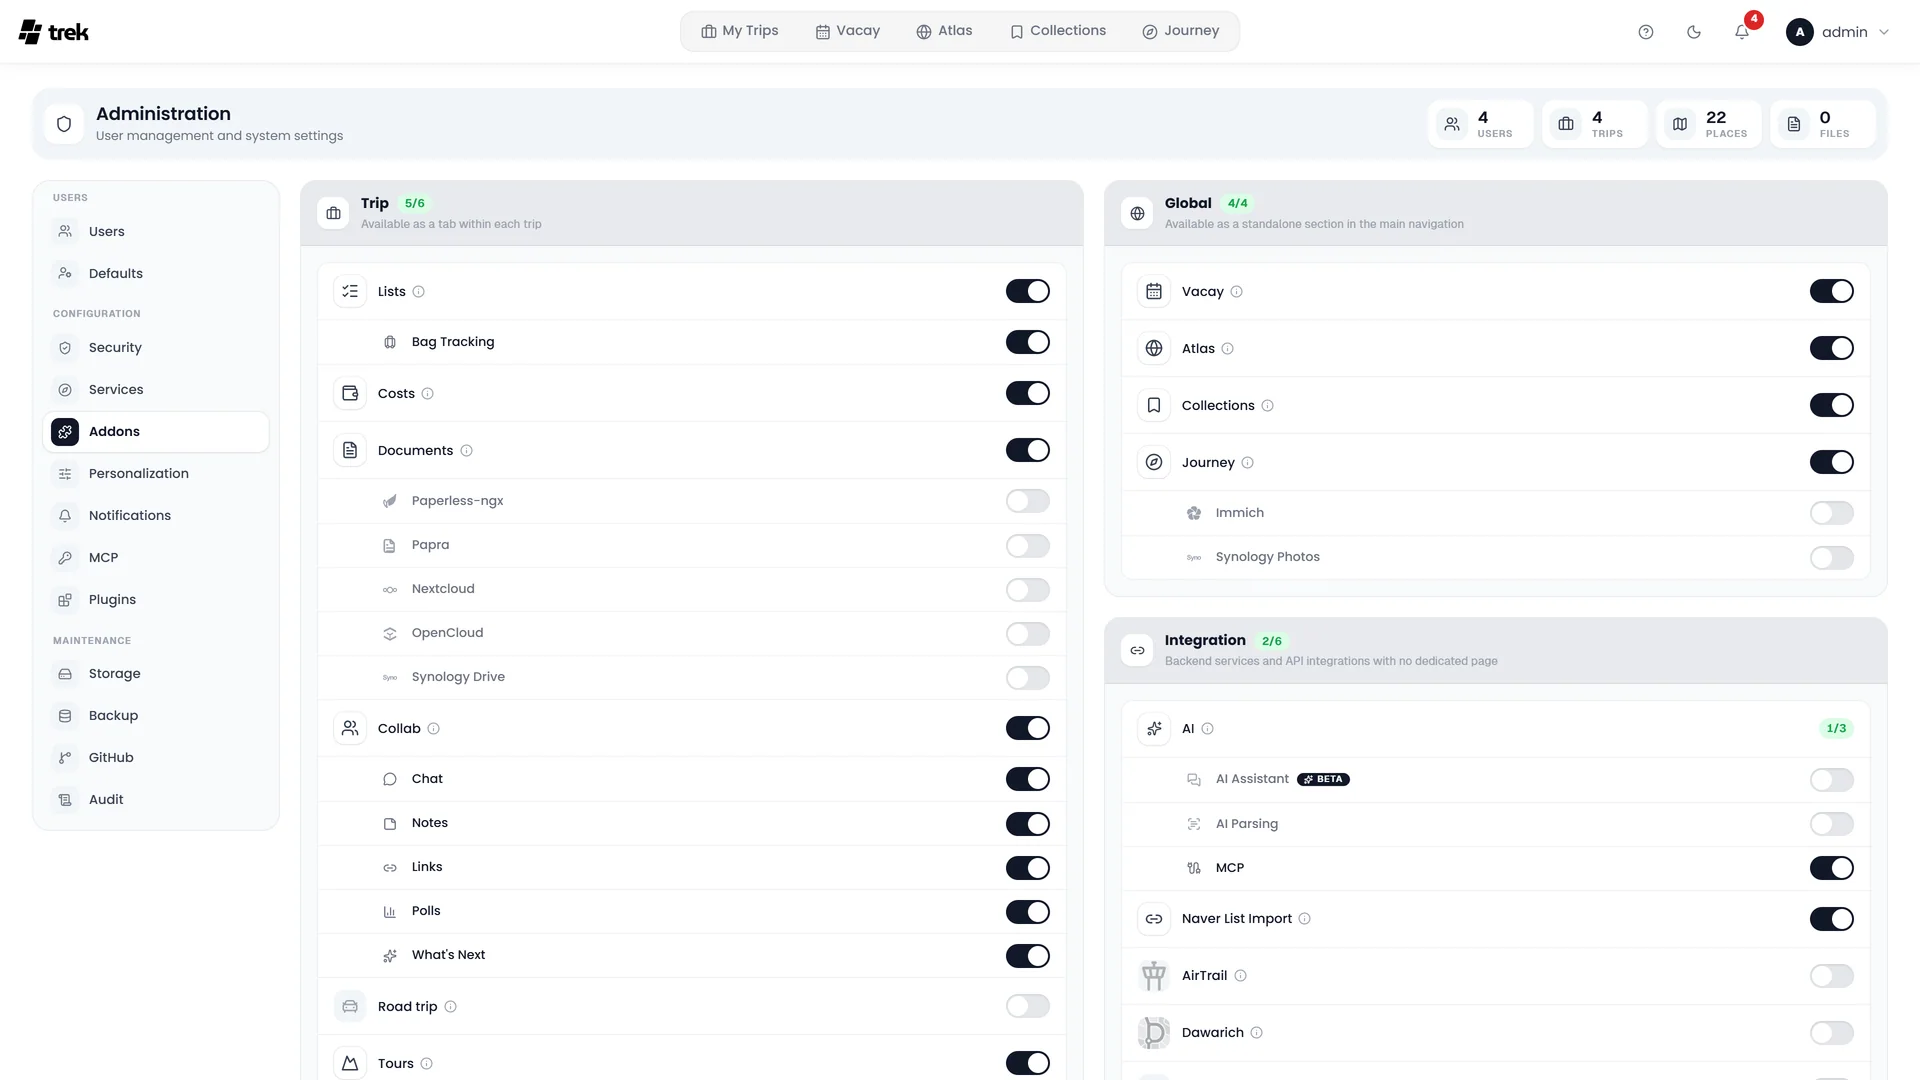 trek
My Trips
Vacay
Atlas
Collections
Journey
4
A
admin
Administration
User management and system settings
4
USERS
4
TRIPS
22
PLACES
0
FILES
USERS
Users
Defaults
CONFIGURATION
Security
Services
Addons
Personalization
Notifications
MCP
Plugins
MAINTENANCE
Storage
Backup
GitHub
Audit
Trip 5/6
Available as a tab within each trip
Lists
Bag Tracking
Costs
Documents
Paperless-ngx
Papra
Nextcloud
OpenCloud
Syno Synology Drive
Collab
Chat
Notes
Links
Polls
What's Next
Road trip
Tours
Global 4/4
Available as a standalone section in the main navigation
Vacay
Atlas
Collections
Journey
Immich
Syno Synology Photos
Integration 2/6
Backend services and API integrations with no dedicated page
AI 1/3
AI Assistant BETA
AI Parsing
MCP
Naver List Import
AirTrail
Dawarich